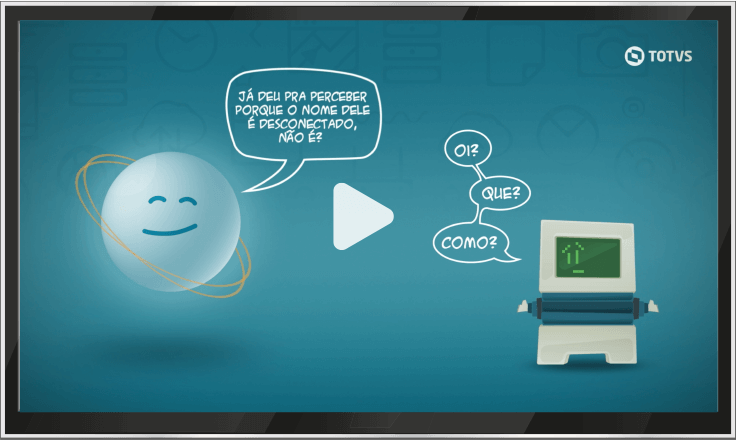 TOTVS
JÁ DEU PRA PERCEBER
PORQUE O NOME DELE
É DESCONECTADO,
NÃO É?
OI?
QUE?
COMO?